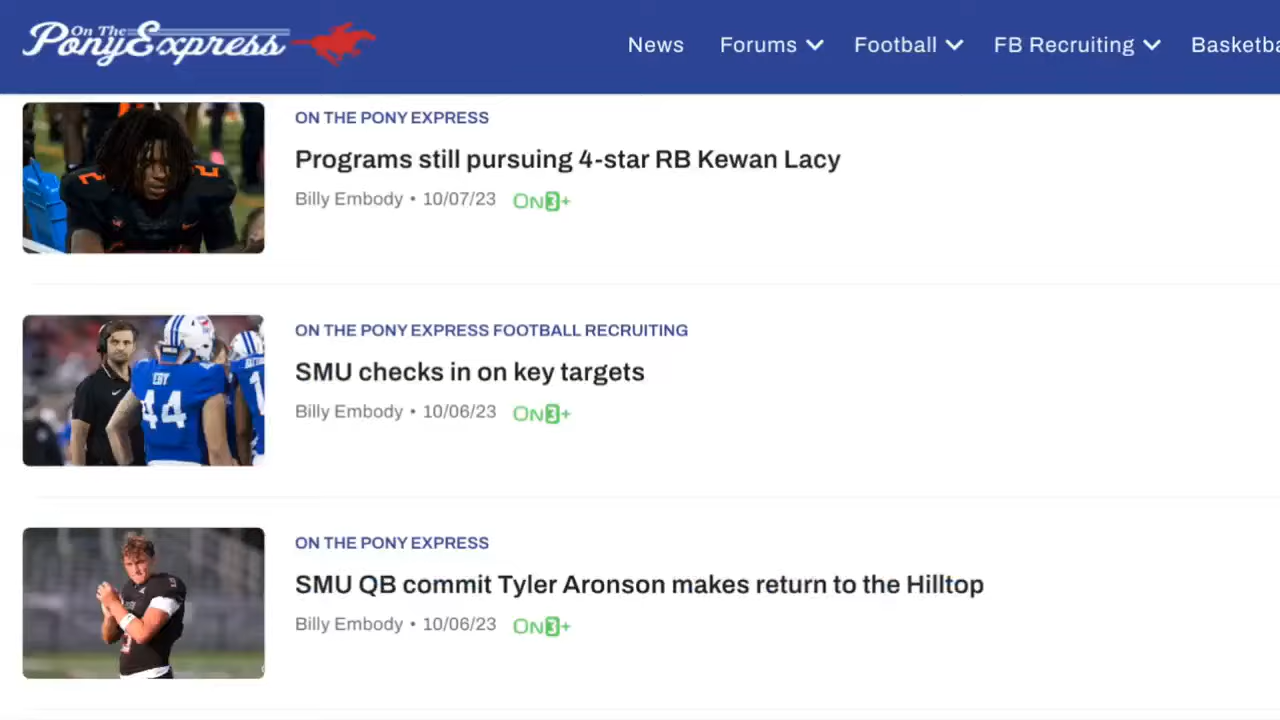 On The
PonyExpress
News Forums Football FB Recruiting Basketba
ON THE PONY EXPRESS
Programs still pursuing 4-star RB Kewan Lacy
Billy Embody • 10/07/23 ON3+
ON THE PONY EXPRESS FOOTBALL RECRUITING
SMU checks in on key targets
Billy Embody • 10/06/23 ON3+
EBY
44
ON THE PONY EXPRESS
SMU QB commit Tyler Aronson makes return to the Hilltop
Billy Embody • 10/06/23 ON3+